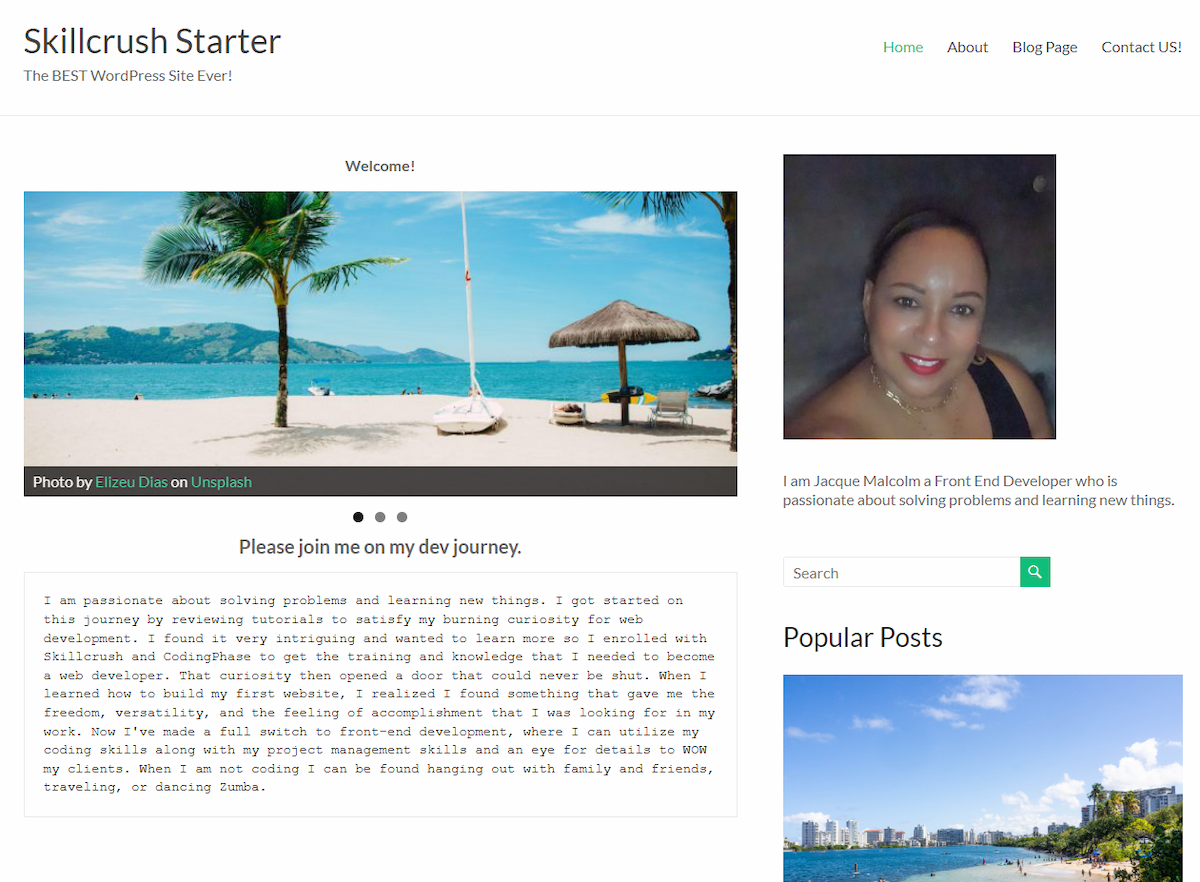 Skillcrush Starter
The BEST WordPress Site Ever!
Home About Blog Page Contact US!
Welcome!
Photo by Elizeu Dias on Unsplash
Please join me on my dev journey.
I am passionate about solving problems and learning new things. I got started on
this journey by reviewing tutorials to satisfy my burning curiosity for web
development. I found it very intriguing and wanted to learn more so I enrolled with
Skillcrush and CodingPhase to get the training and knowledge that I needed to become
a web developer. That curiosity then opened a door that could never be shut. When I
learned how to build my first website, I realized I found something that gave me the
freedom, versatility, and the feeling of accomplishment that I was looking for in my
work. Now I've made a full switch to front-end development, where I can utilize my
coding skills along with my project management skills and an eye for details to WOW
my clients. When I am not coding I can be found hanging out with family and friends,
traveling, or dancing Zumba.
I am Jacque Malcolm a Front End Developer who is
passionate about solving problems and learning new things.
Search
Popular Posts